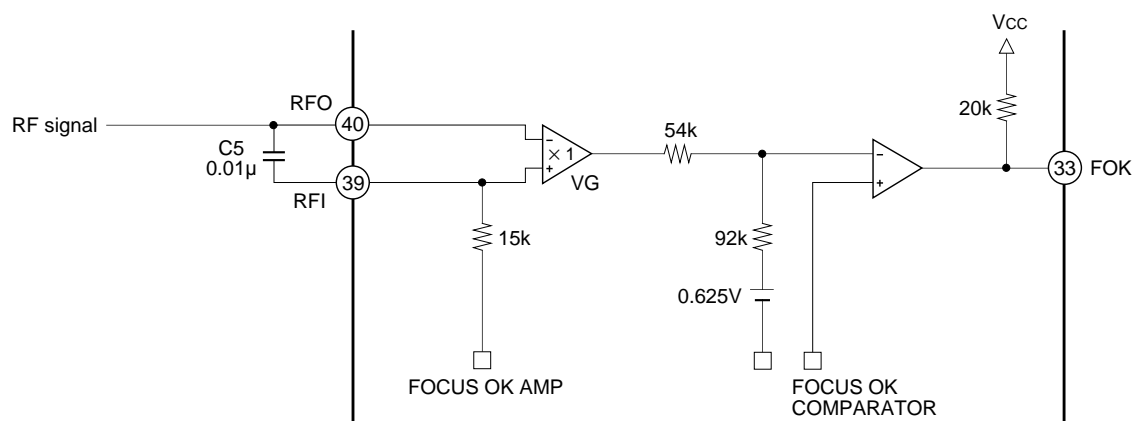 VCC
20k
RFO
40
RF signal
C5
0.01µ
54k
− × 1 +
VG
− +
33
FOK
RFI
39
15k
92k
0.625V
FOCUS OK AMP
FOCUS OK
COMPARATOR